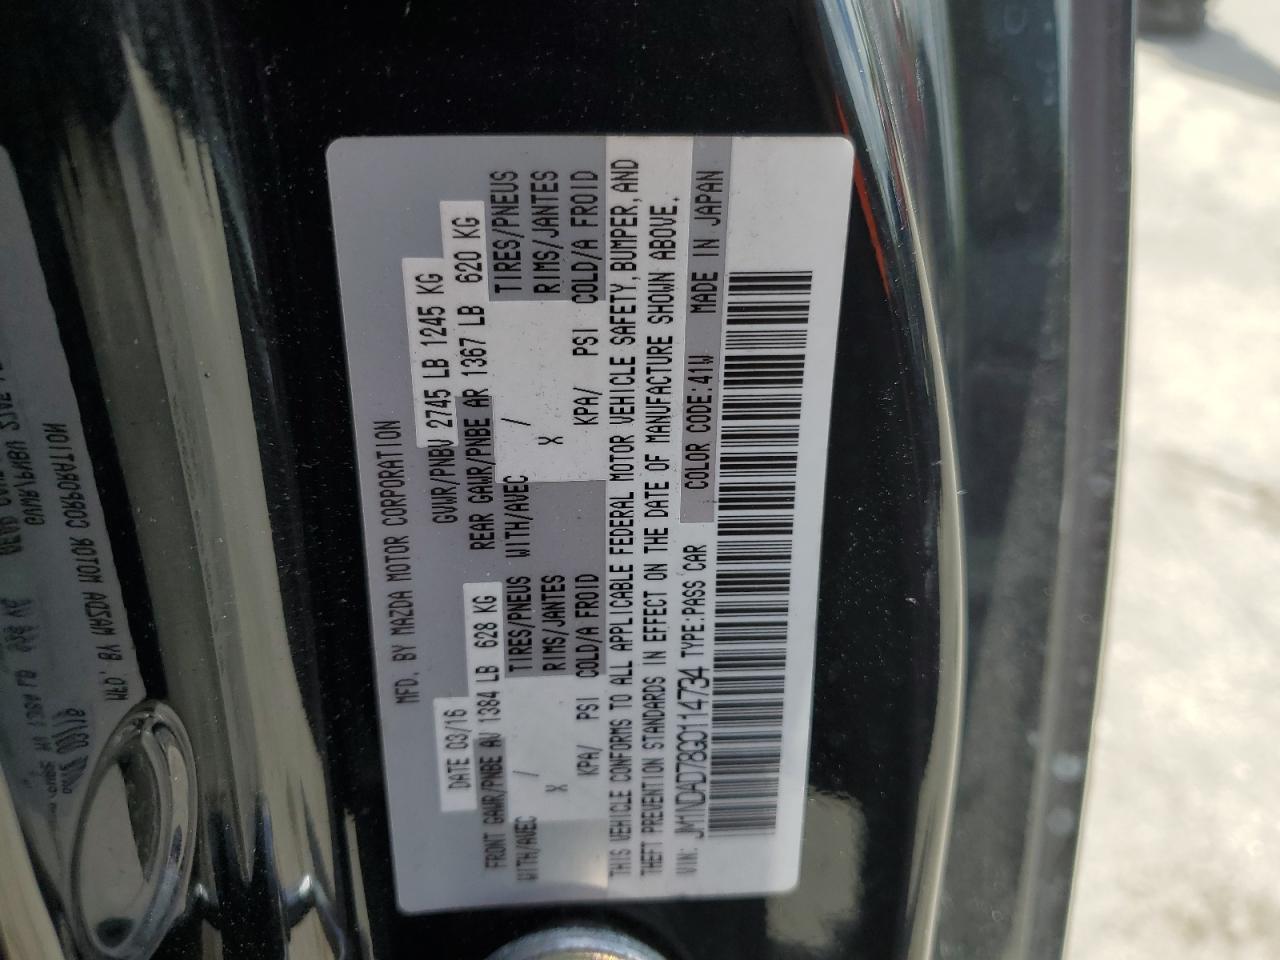 MFD. BY MAZDA MOTOR CORPORATION
DATE 03/16 GVWR/PNBV 2745 LB 1245 KG
FRONT GAWR/PNBE AV 1384 LB 628 KG REAR GAWR/PNBE AR 1367 LB 620 KG
WITH/AVEC / TIRES/PNEUS WITH/AVEC / TIRES/PNEUS
X RIMS/JANTES X RIMS/JANTES
KPA/ PSI COLD/A FROID KPA/ PSI COLD/A FROID
THIS VEHICLE CONFORMS TO ALL APPLICABLE FEDERAL MOTOR VEHICLE SAFETY, BUMPER, AND
THEFT PREVENTION STANDARDS IN EFFECT ON THE DATE OF MANUFACTURE SHOWN ABOVE.
VIN: JM1NDAD78G0114734 TYPE:PASS CAR COLOR CODE:41W MADE IN JAPAN